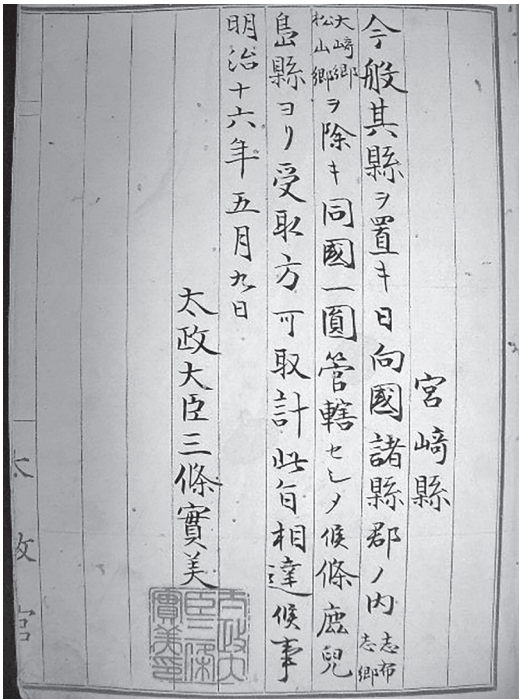 宮﨑縣
今般其縣ヲ置キ日向國諸縣郡ノ内志布志郷
大﨑郷松山郷ヲ除キ同國一圓管轄セシメ候條鹿兒
島縣ヨリ受取方可取計此旨相達候事
明治十六年五月九日
太政大臣三條實美
太政大臣三條實美印
太政官